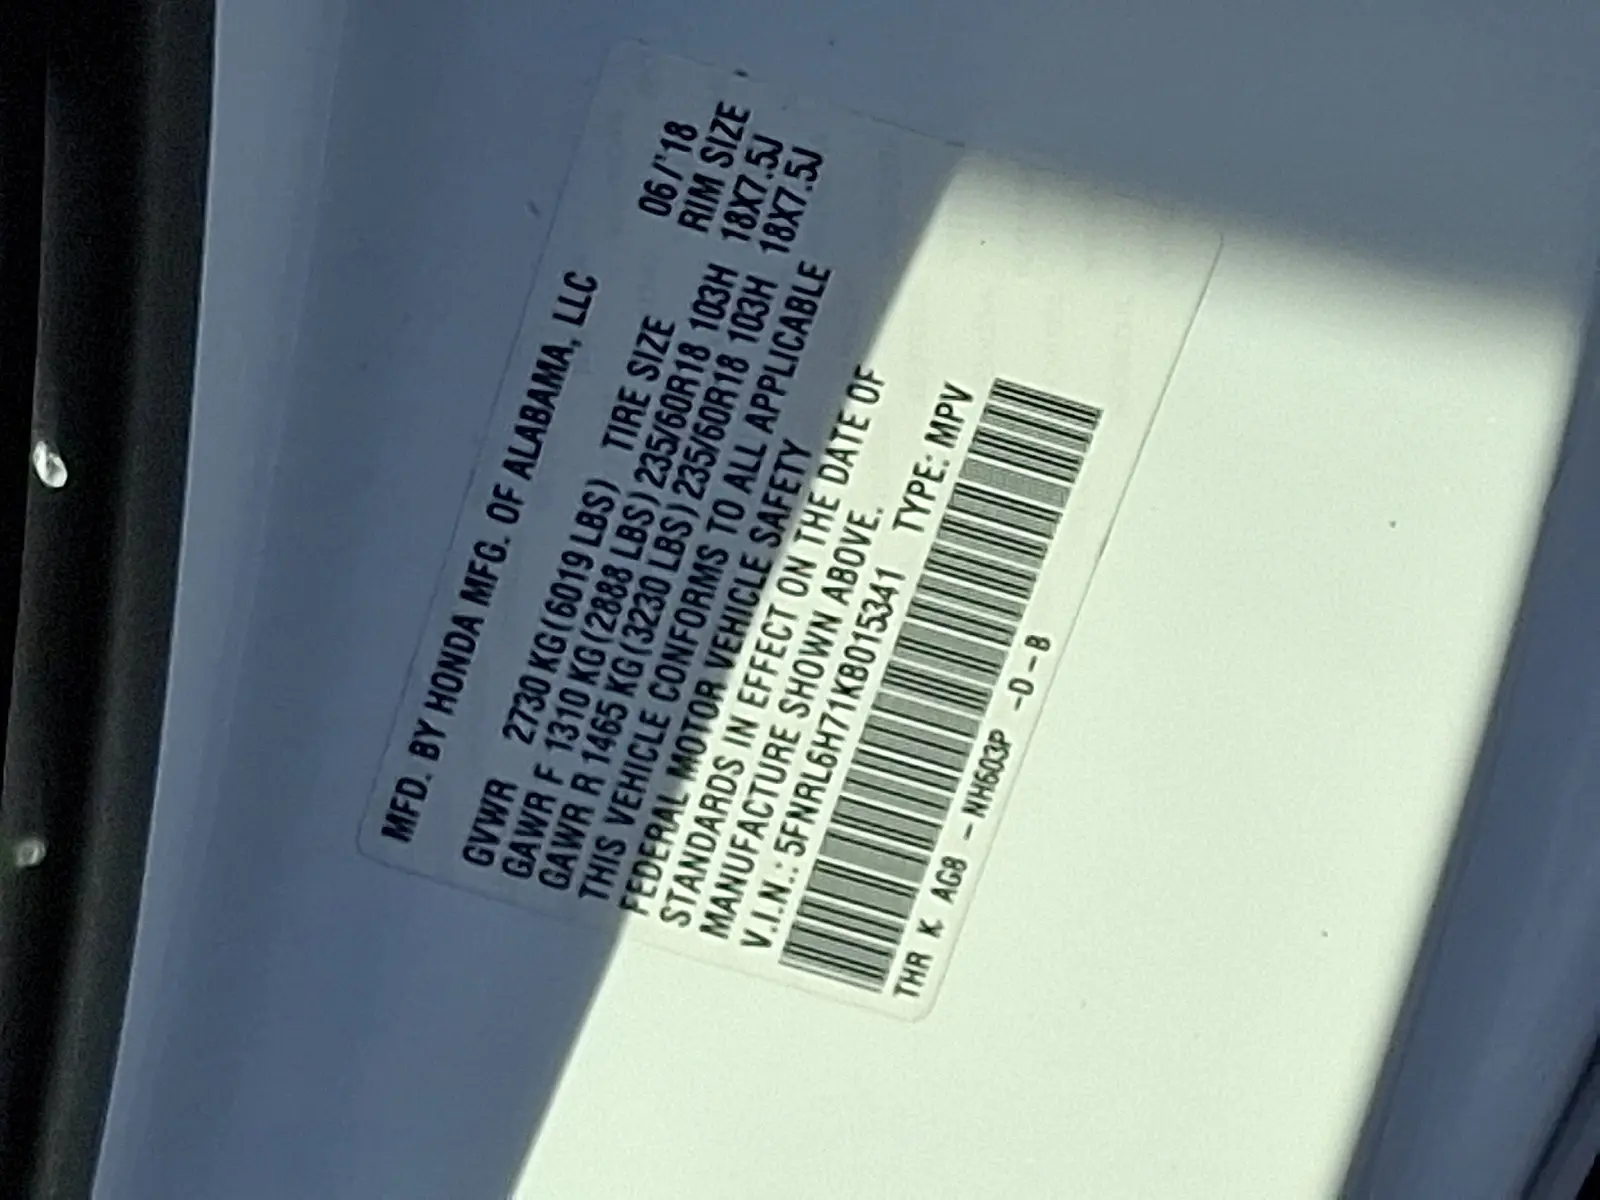 MFD. BY HONDA MFG. OF ALABAMA, LLC 06/'18
GVWR 2730 KG(6019 LBS) TIRE SIZE RIM SIZE
GAWR F 1310 KG(2888 LBS) 235/60R18 103H 18X7.5J
GAWR R 1465 KG(3230 LBS) 235/60R18 103H 18X7.5J
THIS VEHICLE CONFORMS TO ALL APPLICABLE
FEDERAL MOTOR VEHICLE SAFETY
STANDARDS IN EFFECT ON THE DATE OF
MANUFACTURE SHOWN ABOVE.
V.I.N.: 5FNRL6H71KB015341 TYPE: MPV
THR K AGB - NH603P -D-B